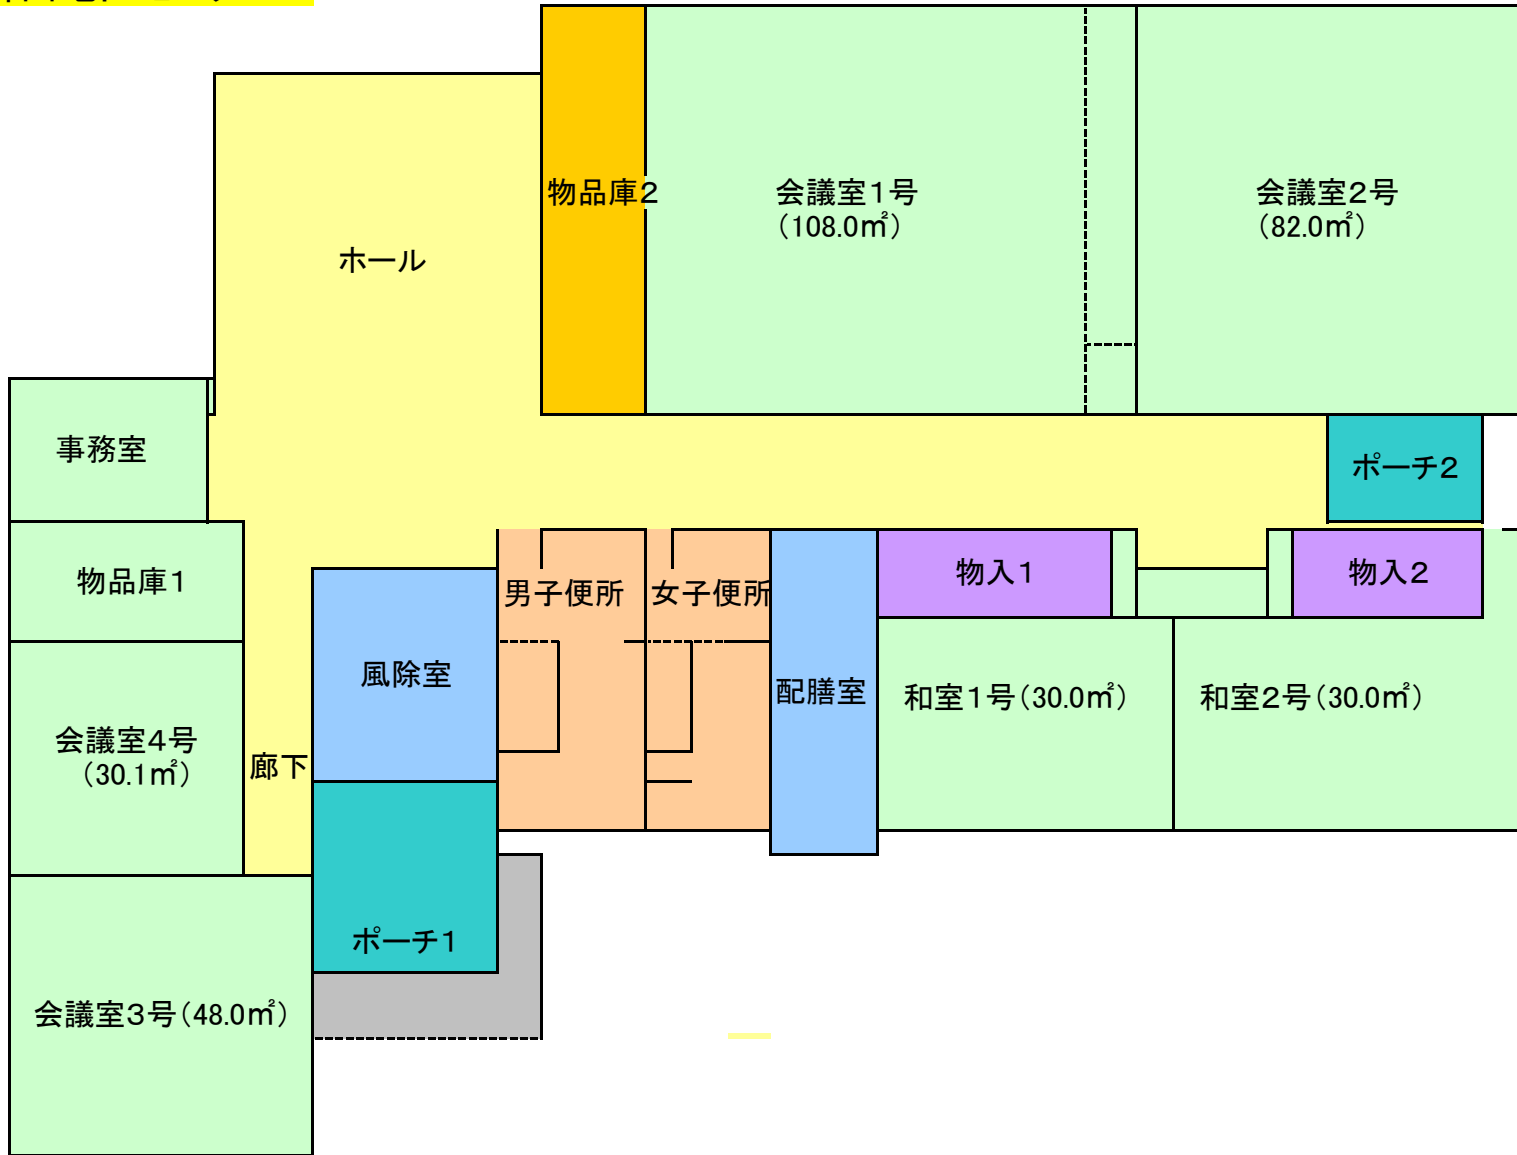 物品庫2
会議室1号
(108.0㎡)
会議室2号
(82.0㎡)
ホール
事務室
ポーチ2
物品庫1
男子便所
女子便所
物入1
物入2
風除室
配膳室
和室1号(30.0㎡)
和室2号(30.0㎡)
会議室4号
(30.1㎡)
廊下
ポーチ1
会議室3号(48.0㎡)